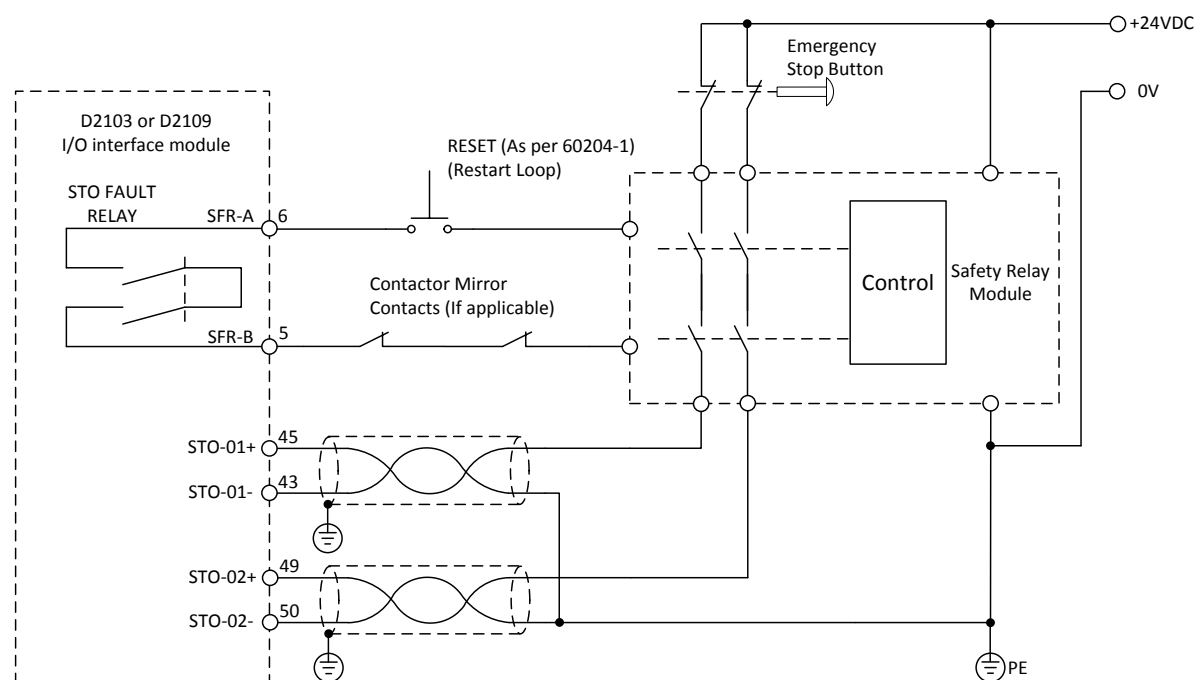 +24VDC
Emergency
Stop Button
0V
D2103 or D2109
I/O interface module
RESET (As per 60204-1)
(Restart Loop)
STO FAULT
RELAY
SFR-A
6
Control
Safety Relay
Module
Contactor Mirror
Contacts (If applicable)
SFR-B
5
STO-01+
45
STO-01-
43
STO-02+
49
STO-02-
50
PE